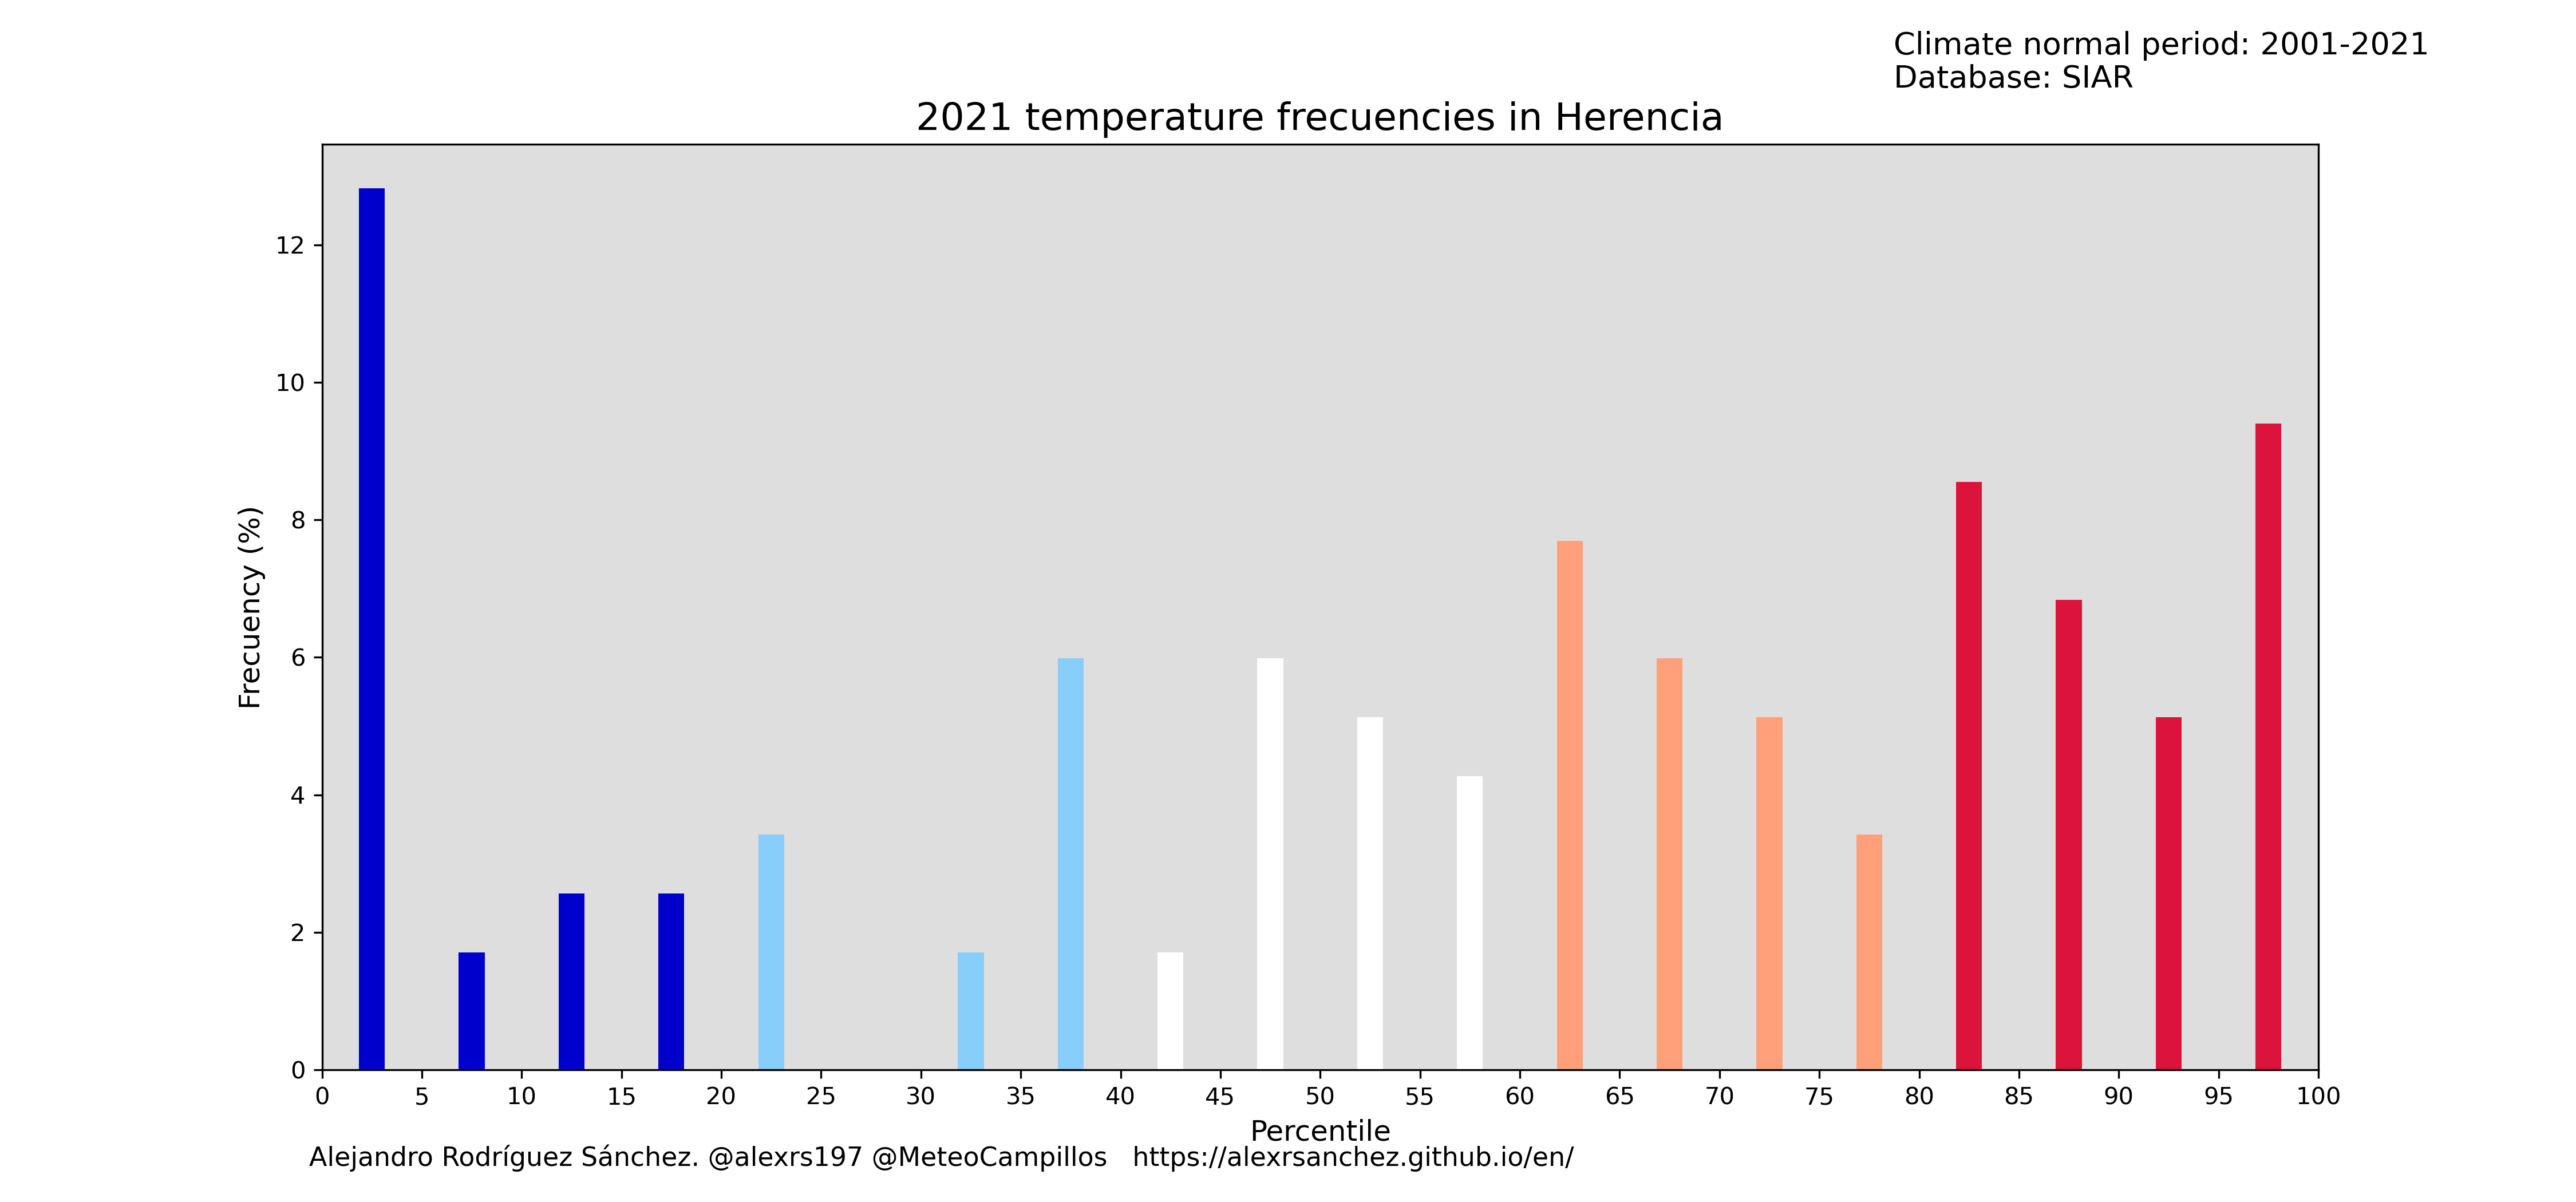 Climate normal period: 2001-2021
Database: SIAR
2021 temperature frecuencies in Herencia
Frecuency (%)
12
10
8
6
4
2
0
0 5 10 15 20 25 30 35 40 45 50 55 60 65 70 75 80 85 90 95 100
Percentile
Alejandro Rodríguez Sánchez. @alexrs197 @MeteoCampillos https://alexrsanchez.github.io/en/